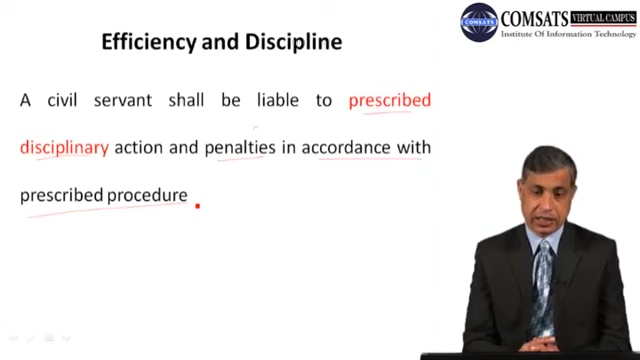 COMSATS VIRTUAL CAMPUS
Institute Of Information Technology
Efficiency and Discipline
A civil servant shall be liable to prescribed
disciplinary action and penalties in accordance with
prescribed procedure